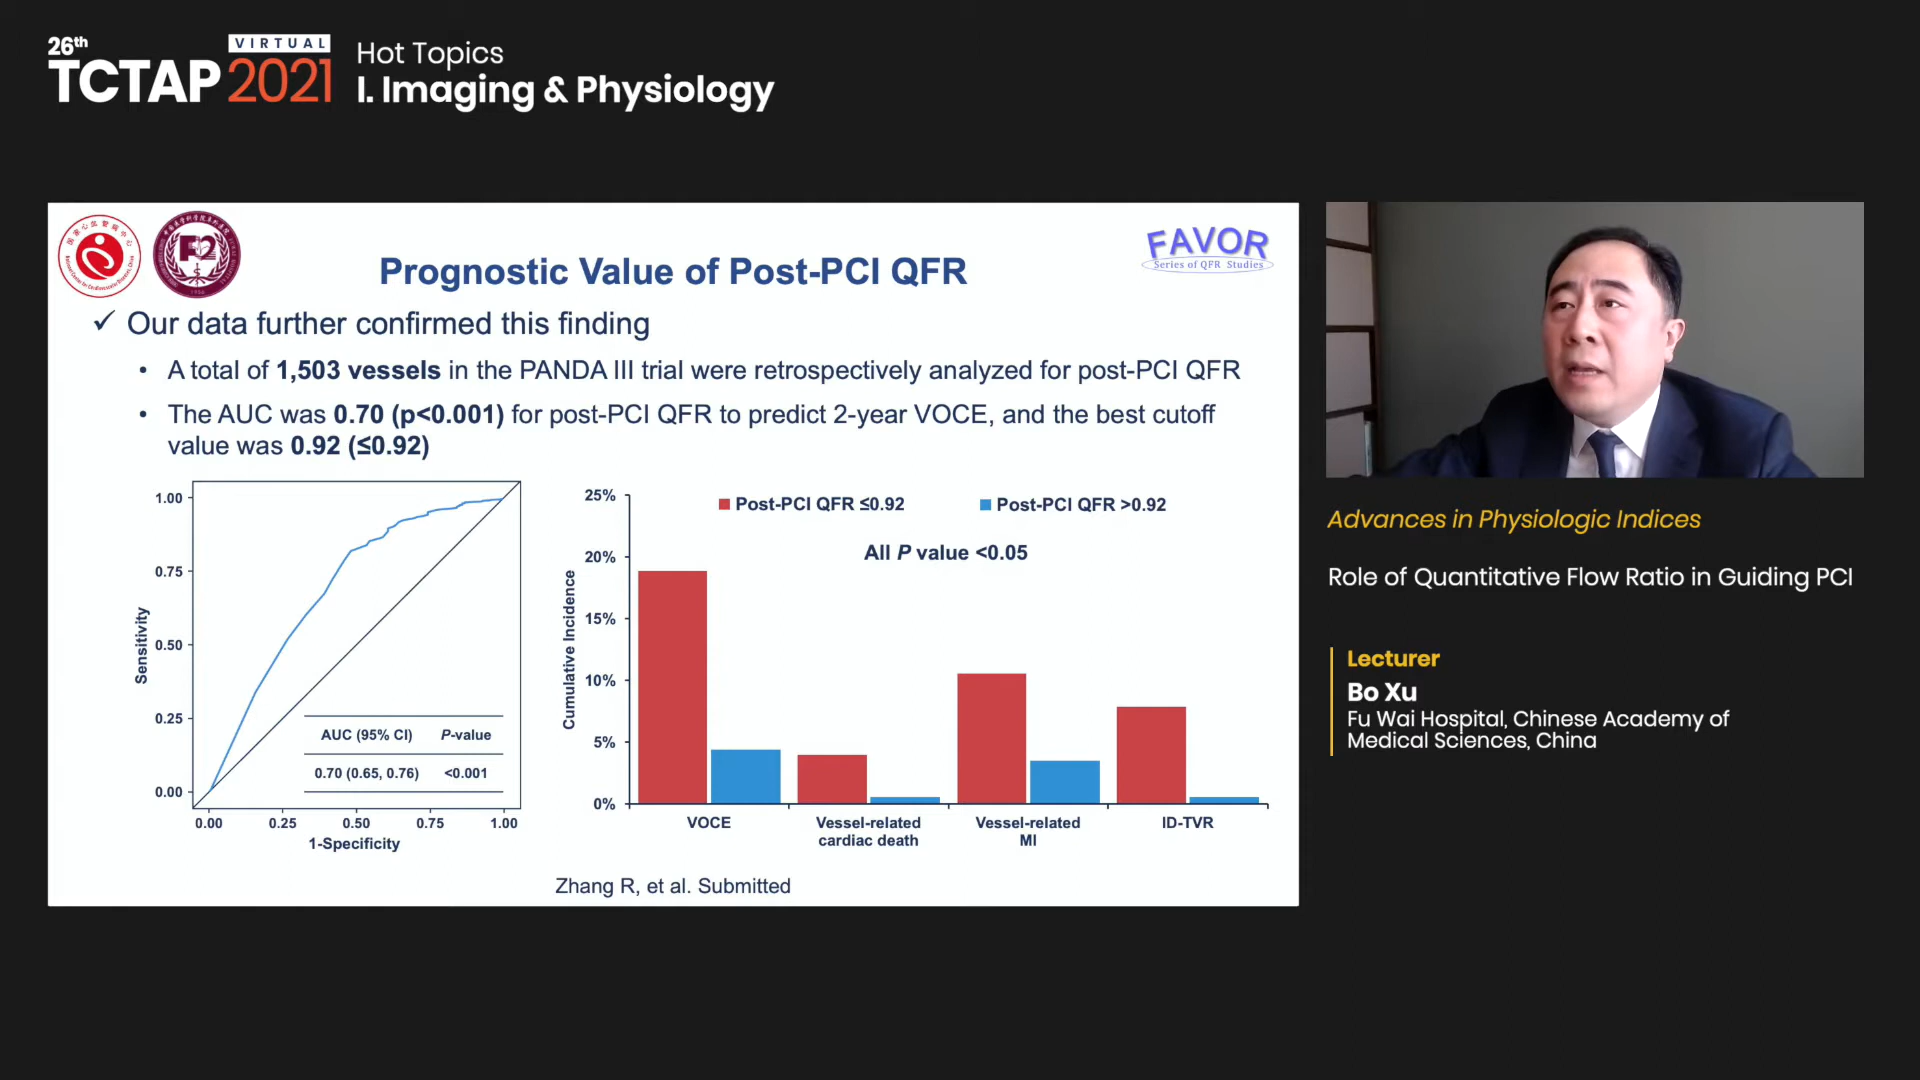 26th
VIRTUAL
TCTAP 2021
Hot Topics
I. Imaging & Physiology
FAVOR
Series of QFR Studies
Prognostic Value of Post-PCI QFR
✓ Our data further confirmed this finding
• A total of 1,503 vessels in the PANDA III trial were retrospectively analyzed for post-PCI QFR
• The AUC was 0.70 (p<0.001) for post-PCI QFR to predict 2-year VOCE, and the best cutoff
value was 0.92 (≤0.92)
1.00
0.75
0.50
0.25
0.00
Sensitivity
AUC (95% CI) P-value
0.70 (0.65, 0.76) <0.001
0.00 0.25 0.50 0.75 1.00
1-Specificity
25%
20%
15%
10%
5%
0%
Cumulative Incidence
Post-PCI QFR ≤0.92 Post-PCI QFR >0.92
All P value <0.05
VOCE
Vessel-related
cardiac death
Vessel-related
MI
ID-TVR
Zhang R, et al. Submitted
Advances in Physiologic Indices
Role of Quantitative Flow Ratio in Guiding PCI
Lecturer
Bo Xu
Fu Wai Hospital, Chinese Academy of
Medical Sciences, China